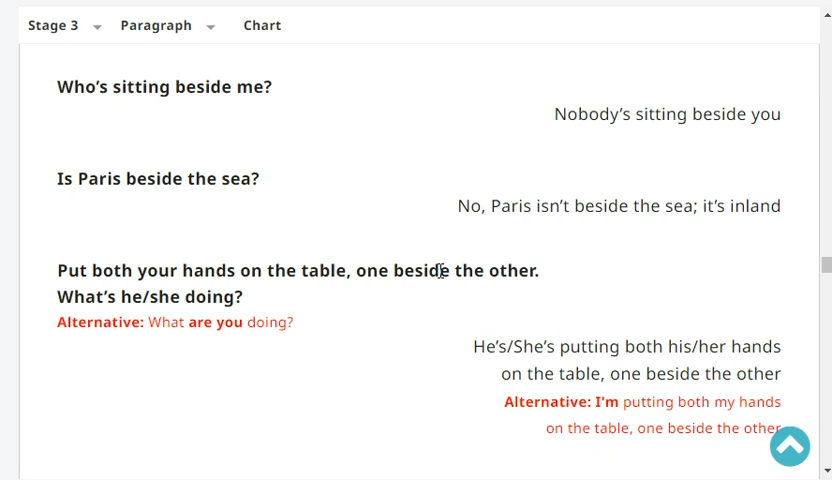 Stage 3 Paragraph Chart
Who's sitting beside me?
Nobody's sitting beside you
Is Paris beside the sea?
No, Paris isn't beside the sea; it's inland
Put both your hands on the table, one beside the other.
What's he/she doing?
Alternative: What are you doing?
He's/She's putting both his/her hands
on the table, one beside the other
Alternative: I'm putting both my hands
on the table, one beside the other